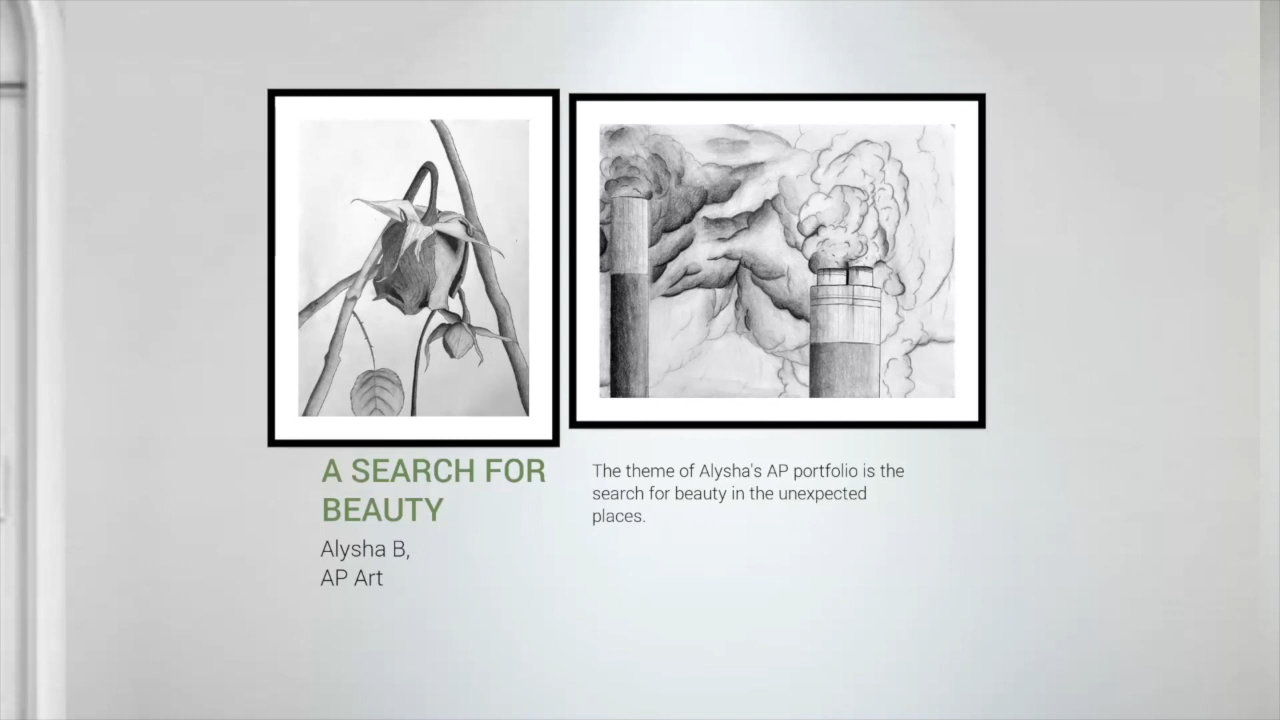 A SEARCH FOR
BEAUTY
Alysha B,
AP Art
The theme of Alysha's AP portfolio is the
search for beauty in the unexpected
places.